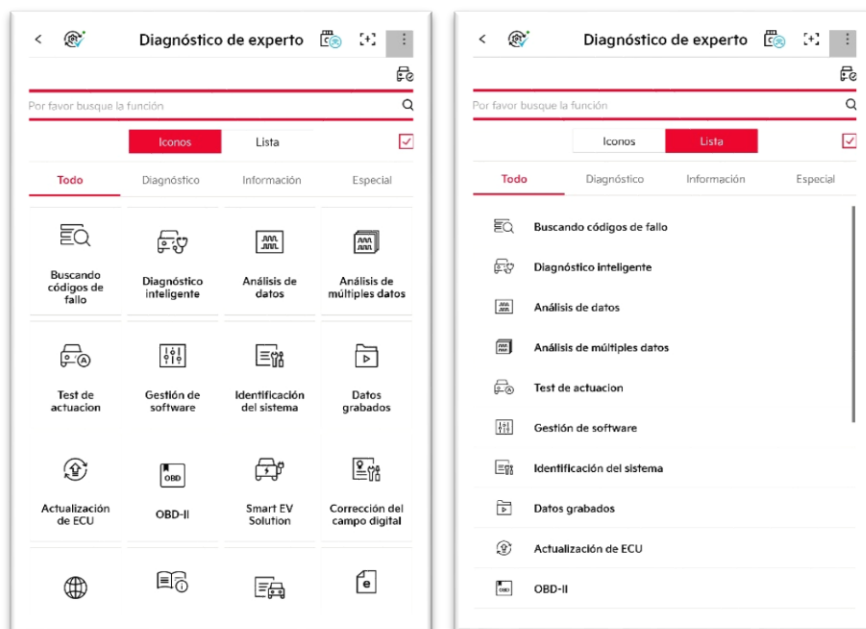 Diagnóstico de experto
Por favor busque la función
Iconos Lista
Todo Diagnóstico Información Especial
Buscando
códigos de
fallo
Diagnóstico
inteligente
Análisis de
datos
Análisis de
múltiples datos
Test de
actuacion
Gestión de
software
Identificación
del sistema
Datos
grabados
Actualización
de ECU
OBD
OBD-II
Smart EV
Solution
Corrección del
campo digital
Diagnóstico de experto
Por favor busque la función
Iconos Lista
Todo Diagnóstico Información Especial
Buscando códigos de fallo
Diagnóstico inteligente
Análisis de datos
Análisis de múltiples datos
Test de actuacion
Gestión de software
Identificación del sistema
Datos grabados
Actualización de ECU
OBD-II